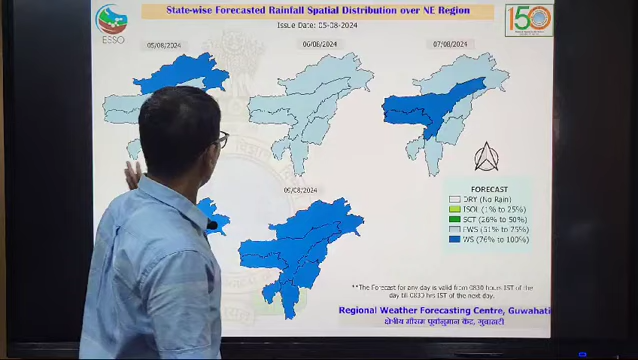 State-wise Forecasted Rainfall Spatial Distribution over NE Region
Issue Date: 05-08-2024
ESSO
150
05/08/2024
06/08/2024
07/08/2024
09/08/2024
FORECAST
DRY (No Rain)
ISOL (1% to 25%)
SCT (26% to 50%)
FWS (51% to 75%)
WS (76% to 100%)
**The Forecast for any day is valid from 0830 hours IST of the
day till 0830 hrs IST of the next day.
Regional Weather Forecasting Centre, Guwahati
क्षेत्रीय मौसम पूर्वानुमान केंद्र, गुवाहाटी